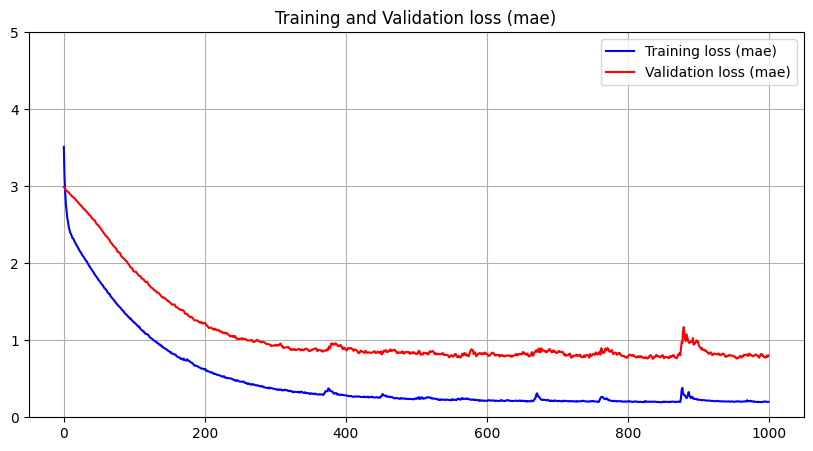 Training and Validation loss (mae)
5
4
3
2
1
0
Training loss (mae)
Validation loss (mae)
0 200 400 600 800 1000